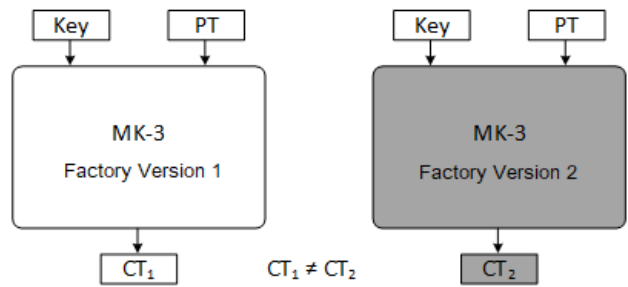 Key PT Key PT
MK-3 MK-3
Factory Version 1 Factory Version 2
CT₁ CT₁ ≠ CT₂ CT₂